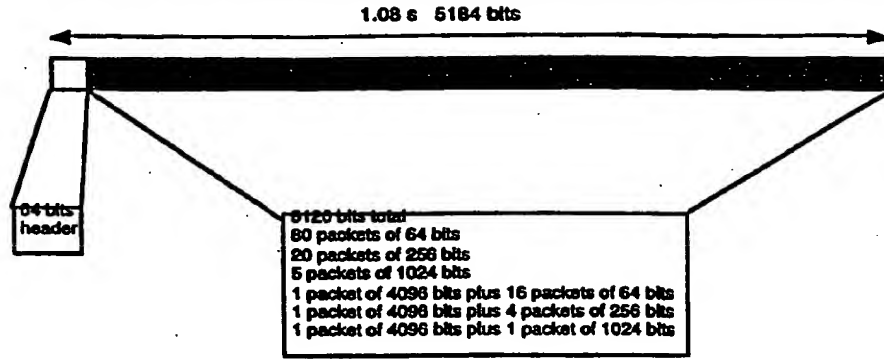 1.08 s 5184 bits
64 bits
header
5120 bits total
80 packets of 64 bits
20 packets of 256 bits
5 packets of 1024 bits
1 packet of 4096 bits plus 16 packets of 64 bits
1 packet of 4096 bits plus 4 packets of 256 bits
1 packet of 4096 bits plus 1 packet of 1024 bits